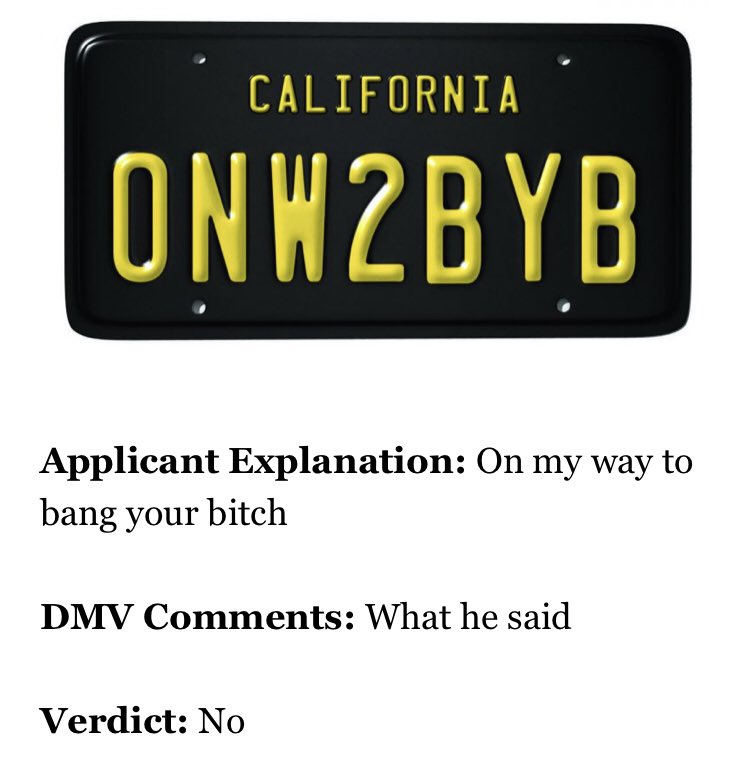 CALIFORNIA
ONW2BYB
Applicant Explanation: On my way to
bang your bitch
DMV Comments: What he said
Verdict: No